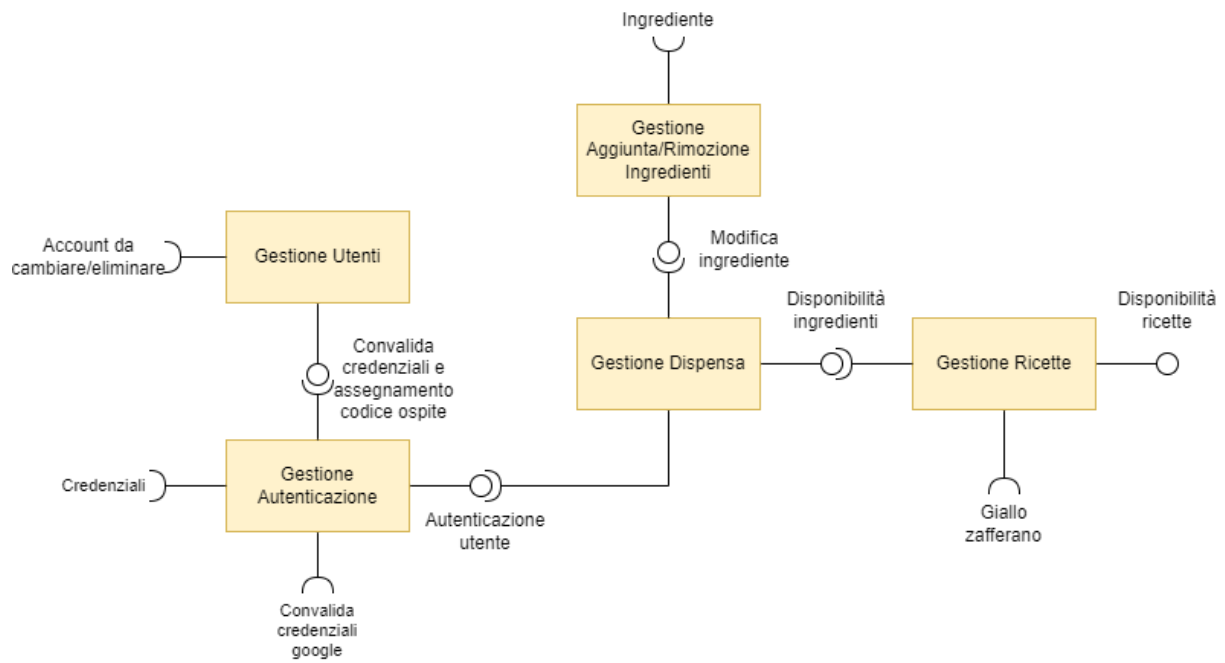 Ingrediente
Gestione
Aggiunta/Rimozione
Ingredienti
Account da
cambiare/eliminare
Gestione Utenti
Modifica
ingrediente
Disponibilità
ingredienti
Disponibilità
ricette
Convalida
credenziali e
assegnamento
codice ospite
Gestione Dispensa
Gestione Ricette
Credenziali
Gestione
Autenticazione
Autenticazione
utente
Giallo
zafferano
Convalida
credenziali
google